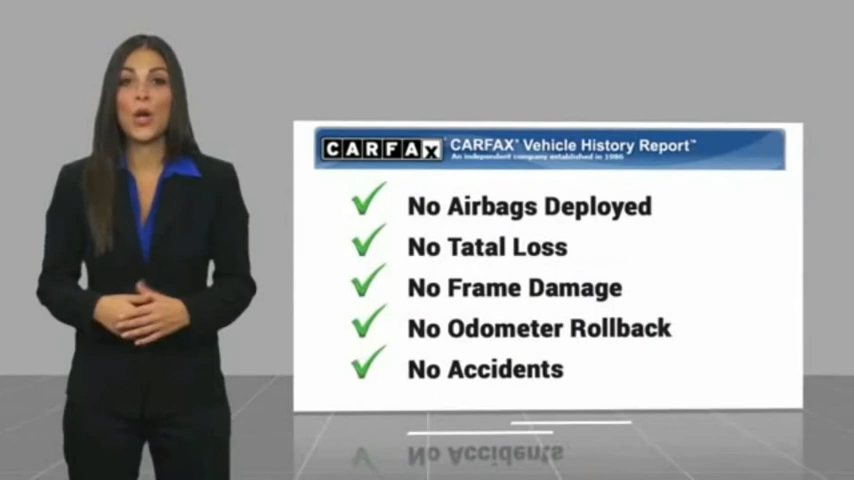 CARFAX CARFAX® Vehicle History Report™
An independent company established in 1986
No Airbags Deployed
No Tatal Loss
No Frame Damage
No Odometer Rollback
No Accidents
No Accidents